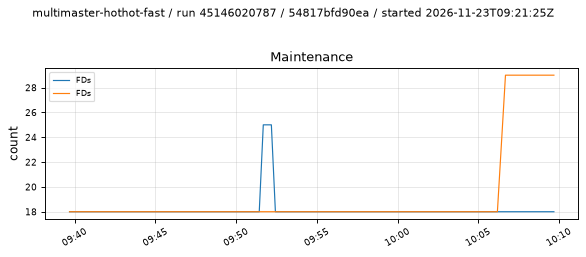 multimaster-hothot-fast / run 45146020787 / 54817bfd90ea / started 2026-11-23T09:21:25Z
Maintenance
FDs
FDs
count
28
26
24
22
20
18
09:40
09:45
09:50
09:55
10:00
10:05
10:10